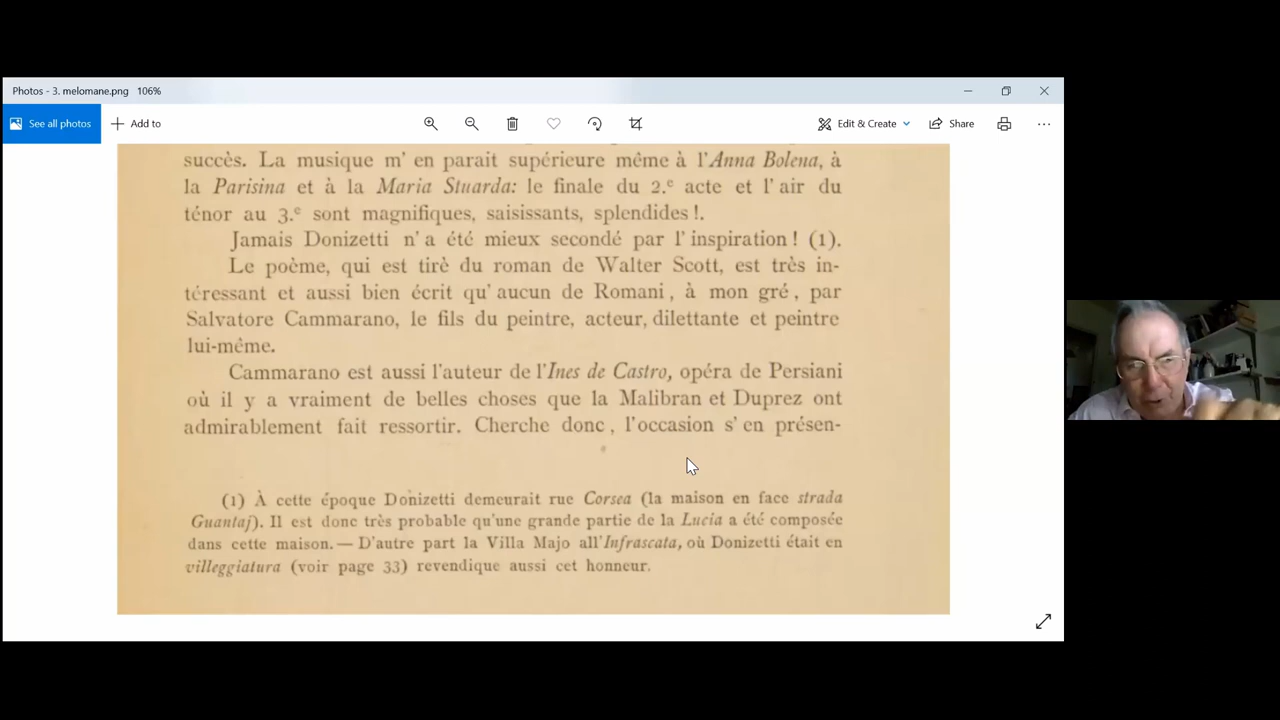 Photos - 3. melomane.png 106%
See all photos
Add to
Edit & Create
Share
succès. La musique m' en parait supérieure même à l'Anna Bolena, à
la Parisina et à la Maria Stuarda: le finale du 2.e acte et l' air du
ténor au 3.e sont magnifiques, saisissants, splendides !.
Jamais Donizetti n' a été mieux secondé par l' inspiration ! (1).
Le poème, qui est tirè du roman de Walter Scott, est très in-
téressant et aussi bien écrit qu' aucun de Romani, à mon gré, par
Salvatore Cammarano, le fils du peintre, acteur, dilettante et peintre
lui-même.
Cammarano est aussi l'auteur de l'Ines de Castro, opéra de Persiani
où il y a vraiment de belles choses que la Malibran et Duprez ont
admirablement fait ressortir. Cherche donc, l'occasion s' en présen-
(1) À cette époque Donizetti demeurait rue Corsea (la maison en face strada
Guantaj). Il est donc très probable qu'une grande partie de la Lucia a été composée
dans cette maison. — D'autre part la Villa Majo all'Infrascata, où Donizetti était en
villeggiatura (voir page 33) revendique aussi cet honneur.